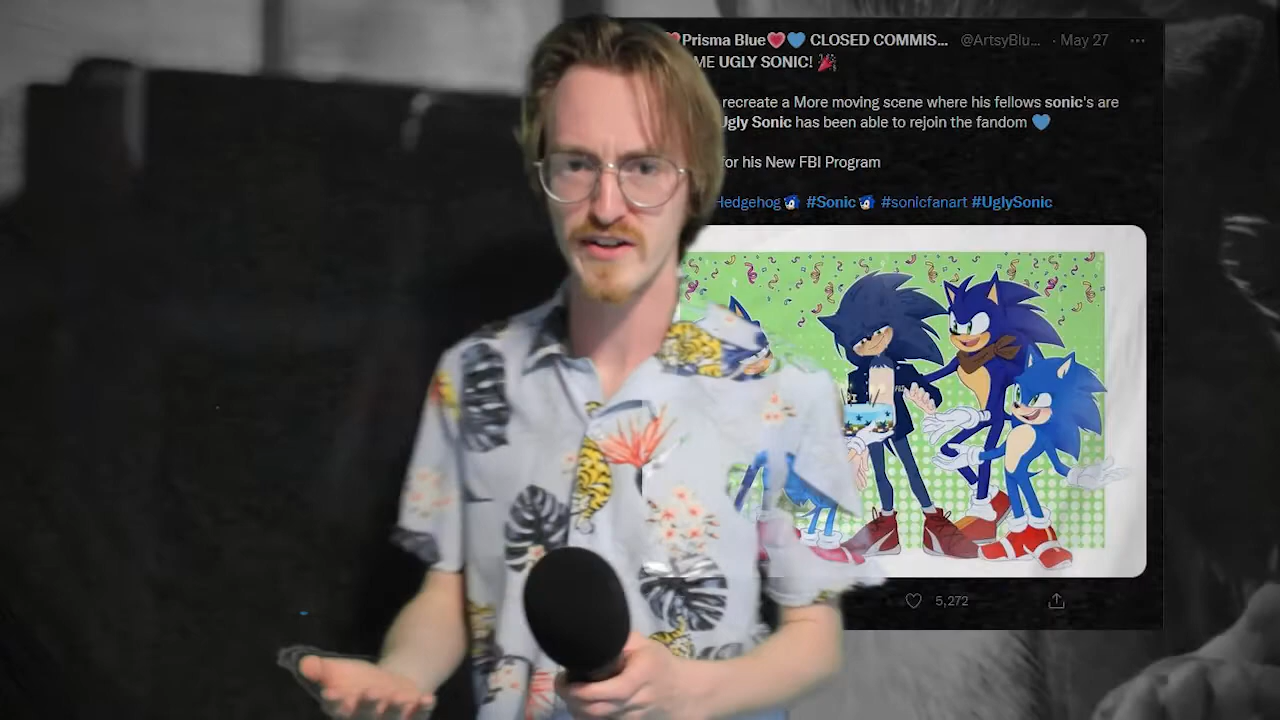 Prisma Blue💙 CLOSED COMMIS... @ArtsyBlu... · May 27
ME UGLY SONIC! 🎉
recreate a More moving scene where his fellows sonic's are
Ugly Sonic has been able to rejoin the fandom 💙
for his New FBI Program
Hedgehog #Sonic #sonicfanart #UglySonic
5,272